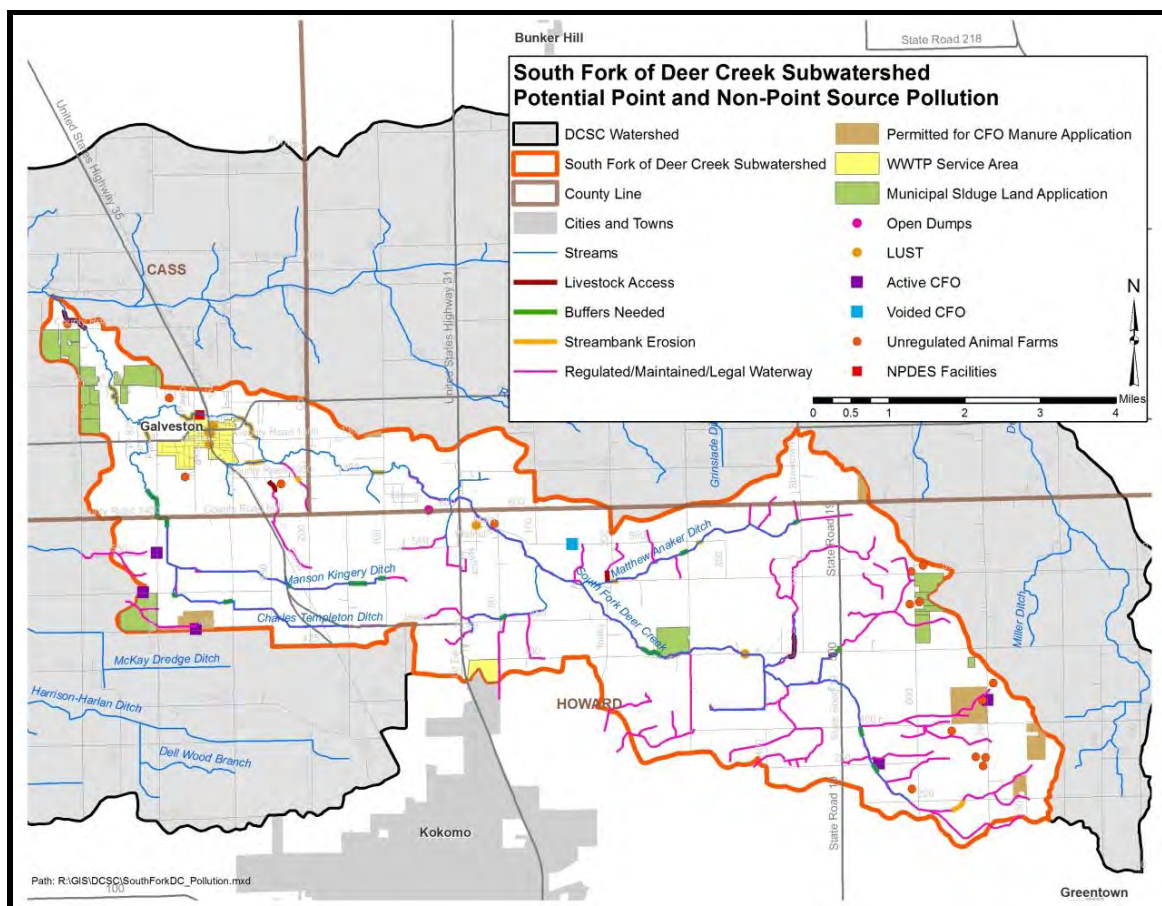 Bunker Hill
State Road 218
South Fork of Deer Creek Subwatershed
Potential Point and Non-Point Source Pollution
DCSC Watershed
South Fork of Deer Creek Subwatershed
County Line
Cities and Towns
Streams
Livestock Access
Buffers Needed
Streambank Erosion
Regulated/Maintained/Legal Waterway
Permitted for CFO Manure Application
WWTP Service Area
Municipal Slduge Land Application
Open Dumps
LUST
Active CFO
Voided CFO
Unregulated Animal Farms
NPDES Facilities
N
Miles
0 0.5 1 2 3 4
United States Highway 35
CASS
United States Highway 31
Galveston
Matthew Anaker Ditch
State Road 19
Manson Kingery Ditch
South Fork Deer Creek
Charles Templeton Ditch
Miller Ditch
McKay Dredge Ditch
Harrison-Harlan Ditch
HOWARD
Dell Wood Branch
Kokomo
Path: R:\GIS\DCSC\SouthForkDC_Pollution.mxd
100
Greentown